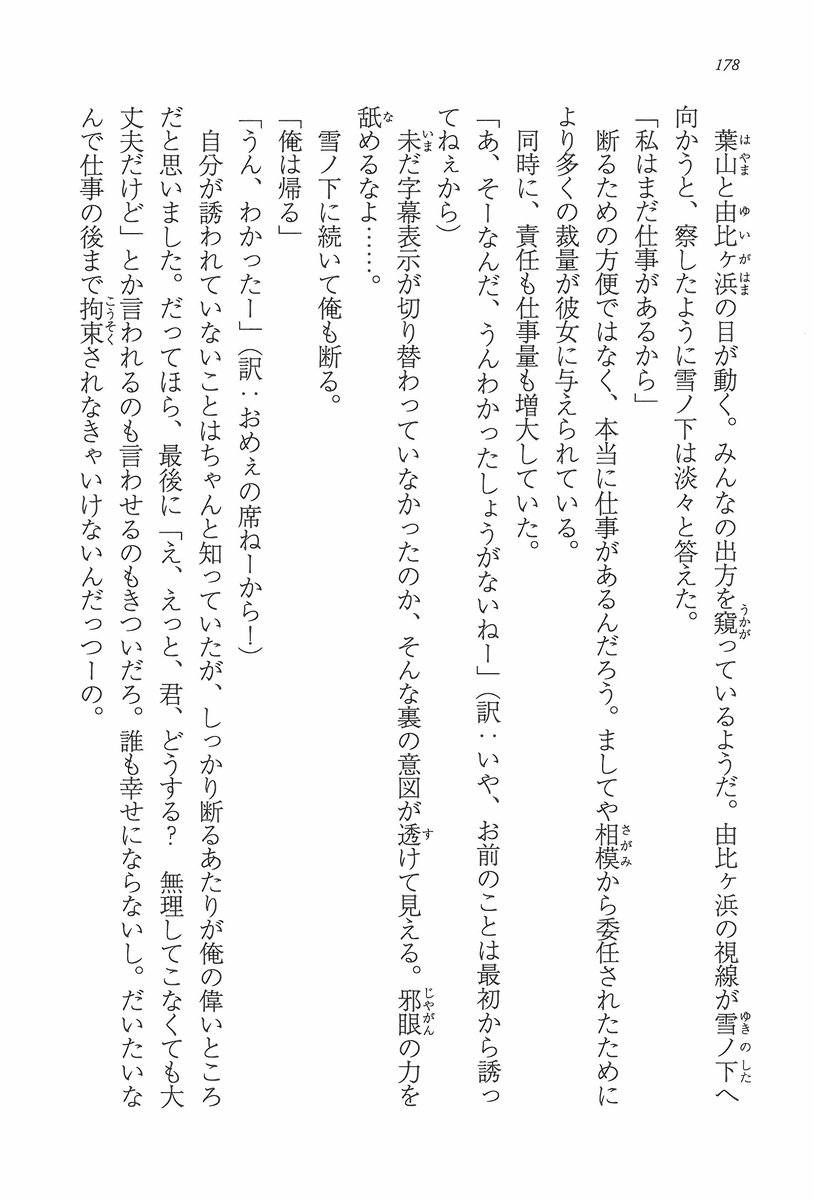 178
葉山と由比ヶ浜の目が動く。みんなの出方を窺っているようだ。由比ヶ浜の視線が雪ノ下へ
向かうと、察したように雪ノ下は淡々と答えた。
「私はまだ仕事があるから」
断るための方便ではなく、本当に仕事があるんだろう。ましてや相模から委任されたために
より多くの裁量が彼女に与えられている。
同時に、責任も仕事量も増大していた。
「あ、そーなんだ、うんわかったしょうがないねー」（訳：いや、お前のことは最初から誘っ
てねぇから）
未だ字幕表示が切り替わっていなかったのか、そんな裏の意図が透けて見える。邪眼の力を
舐めるなよ……。
雪ノ下に続いて俺も断る。
「俺は帰る」
「うん、わかったー」（訳：おめぇの席ねーから！）
自分が誘われていないことはちゃんと知っていたが、しっかり断るあたりが俺の偉いところ
だと思いました。だってほら、最後に「え、えっと、君、どうする？　無理してこなくても大
丈夫だけど」とか言われるのも言わせるのもきついだろ。誰も幸せにならないし。だいたいな
んで仕事の後まで拘束されなきゃいけないんだっつーの。